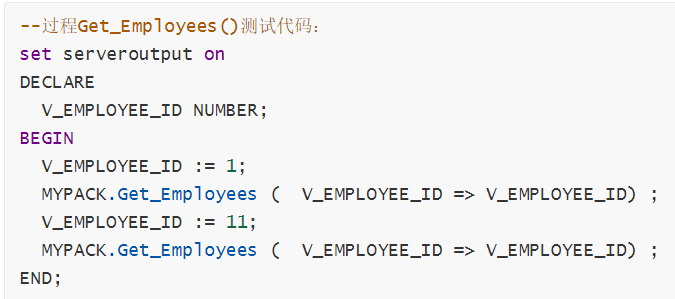 --过程Get_Employees()测试代码：
set serveroutput on
DECLARE
  V_EMPLOYEE_ID NUMBER;
BEGIN
  V_EMPLOYEE_ID := 1;
  MYPACK.Get_Employees (  V_EMPLOYEE_ID => V_EMPLOYEE_ID) ;
  V_EMPLOYEE_ID := 11;
  MYPACK.Get_Employees (  V_EMPLOYEE_ID => V_EMPLOYEE_ID) ;
END;